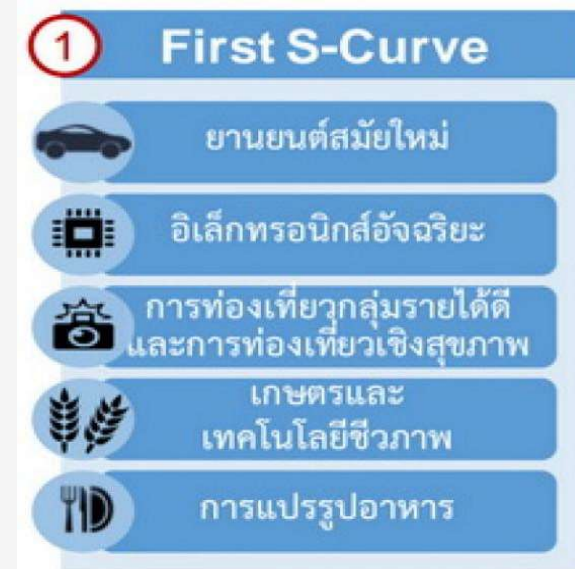 1 First S-Curve
ยานยนต์สมัยใหม่
อิเล็กทรอนิกส์อัจฉริยะ
การท่องเที่ยวกลุ่มรายได้ดี
และการท่องเที่ยวเชิงสุขภาพ
เกษตรและ
เทคโนโลยีชีวภาพ
การแปรรูปอาหาร